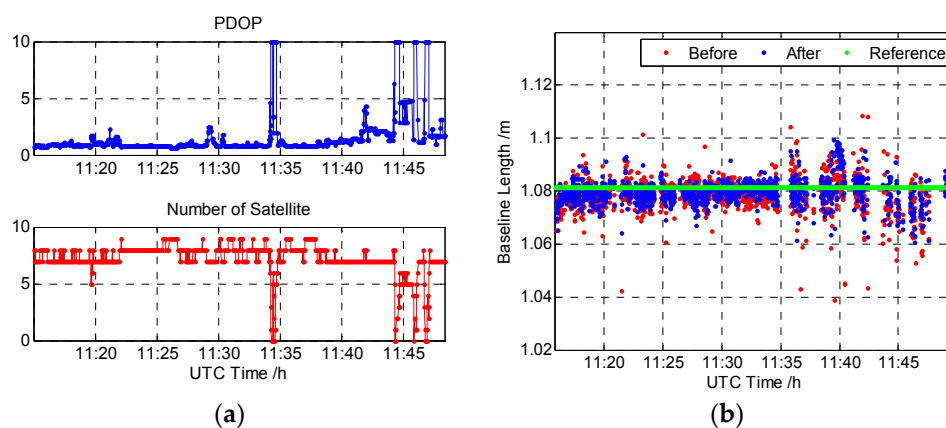 PDOP
10
5
0
11:20 11:25 11:30 11:35 11:40 11:45
Number of Satellite
10
5
0
11:20 11:25 11:30 11:35 11:40 11:45
UTC Time /h
(a)
Before After Reference
Baseline Length /m
1.12
1.1
1.08
1.06
1.04
1.02
11:20 11:25 11:30 11:35 11:40 11:45
UTC Time /h
(b)